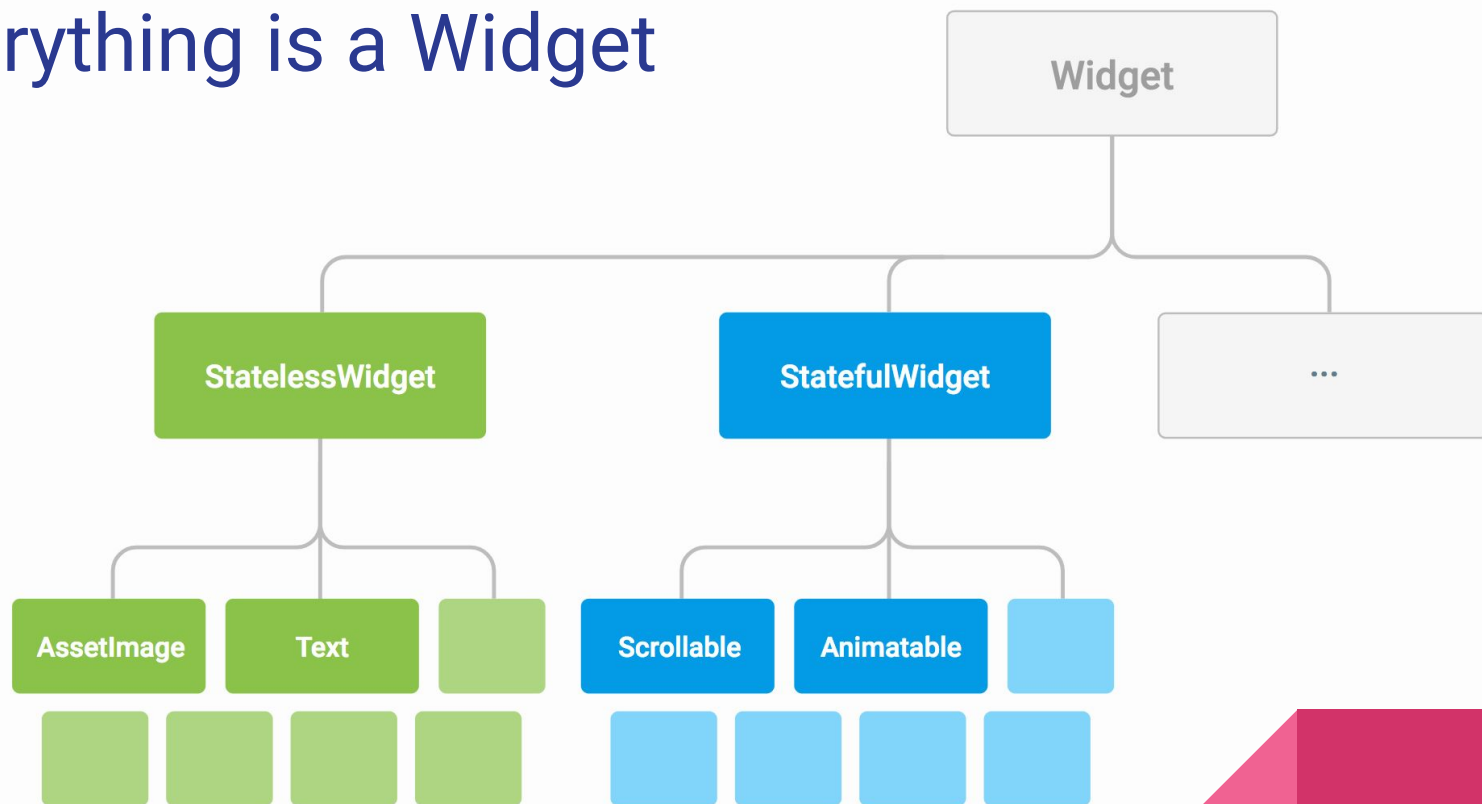 rything is a Widget
Widget
StatelessWidget
StatefulWidget
...
AssetImage
Text
Scrollable
Animatable